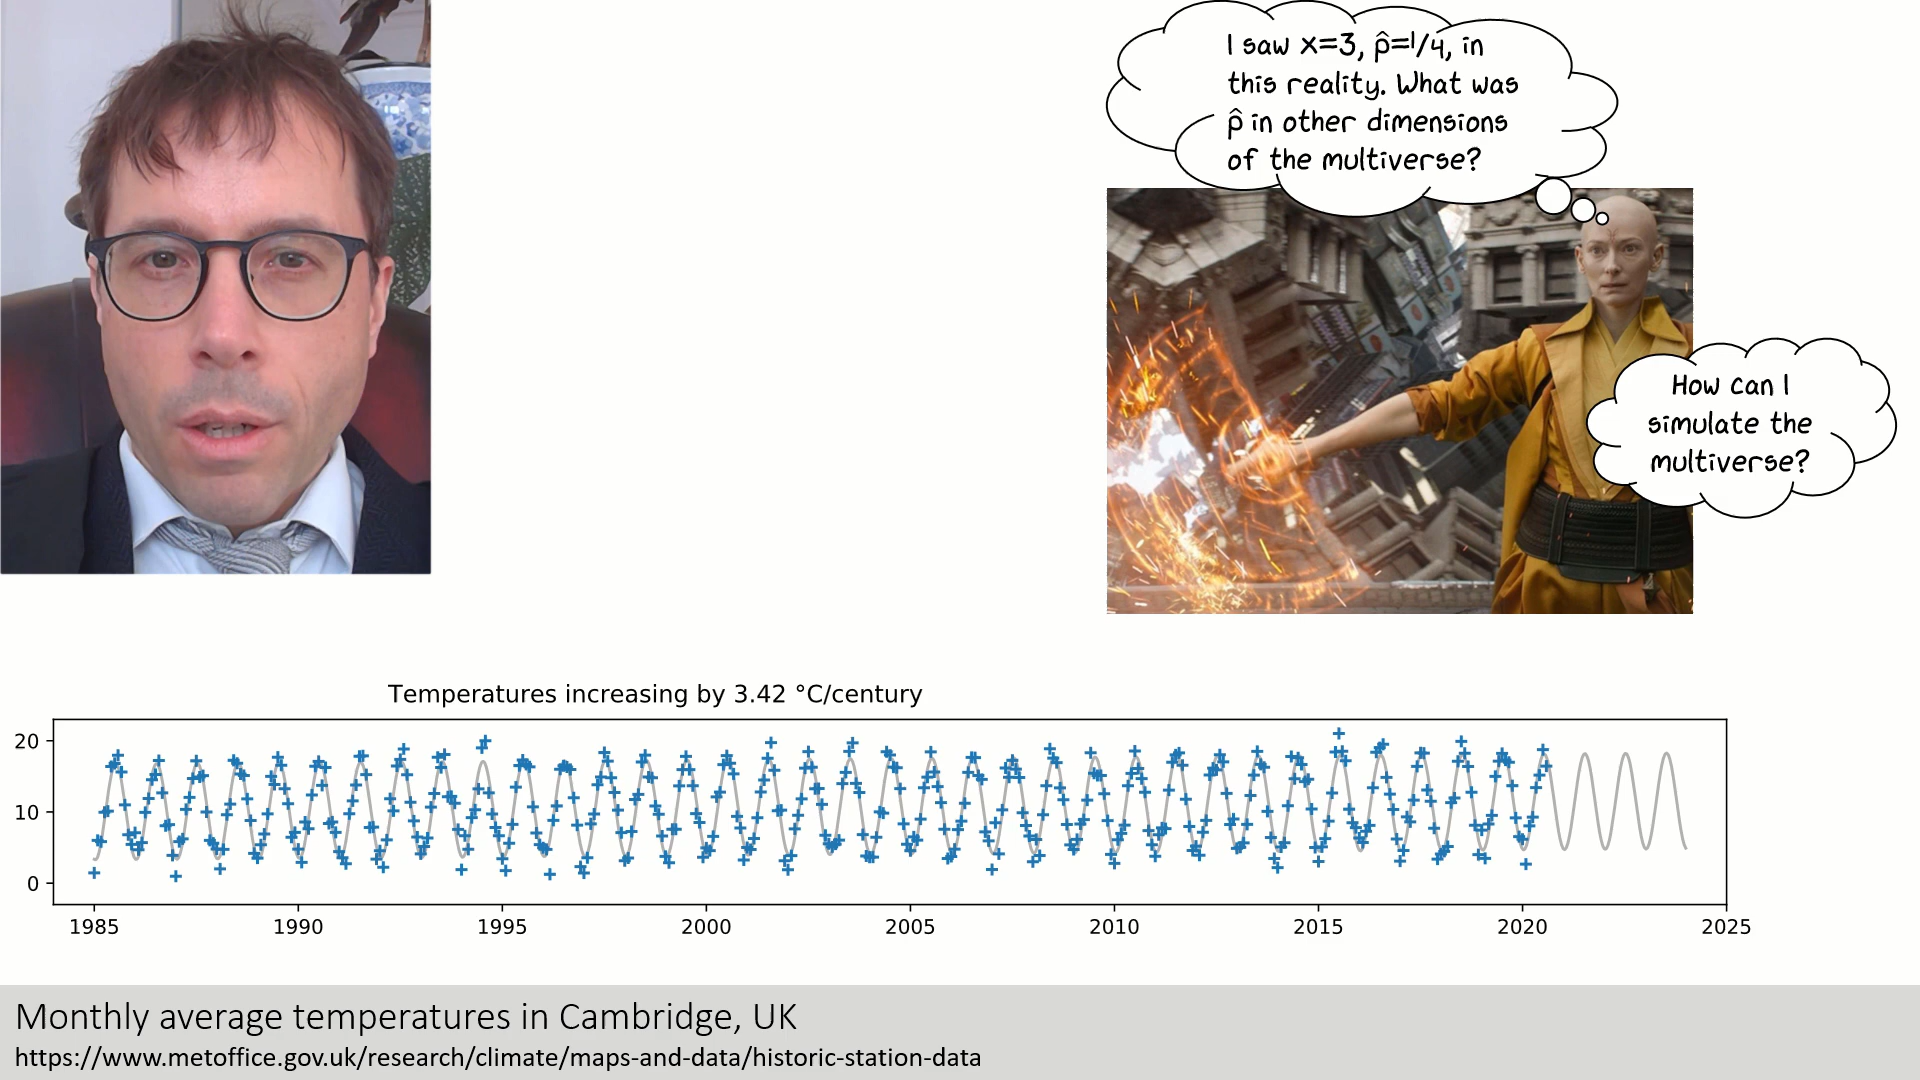 I saw x=3, p̂=1/4, in
this reality. What was
p̂ in other dimensions
of the multiverse?
How can I
simulate the
multiverse?
Temperatures increasing by 3.42 °C/century
20
10
0
1985 1990 1995 2000 2005 2010 2015 2020 2025
Monthly average temperatures in Cambridge, UK
https://www.metoffice.gov.uk/research/climate/maps-and-data/historic-station-data